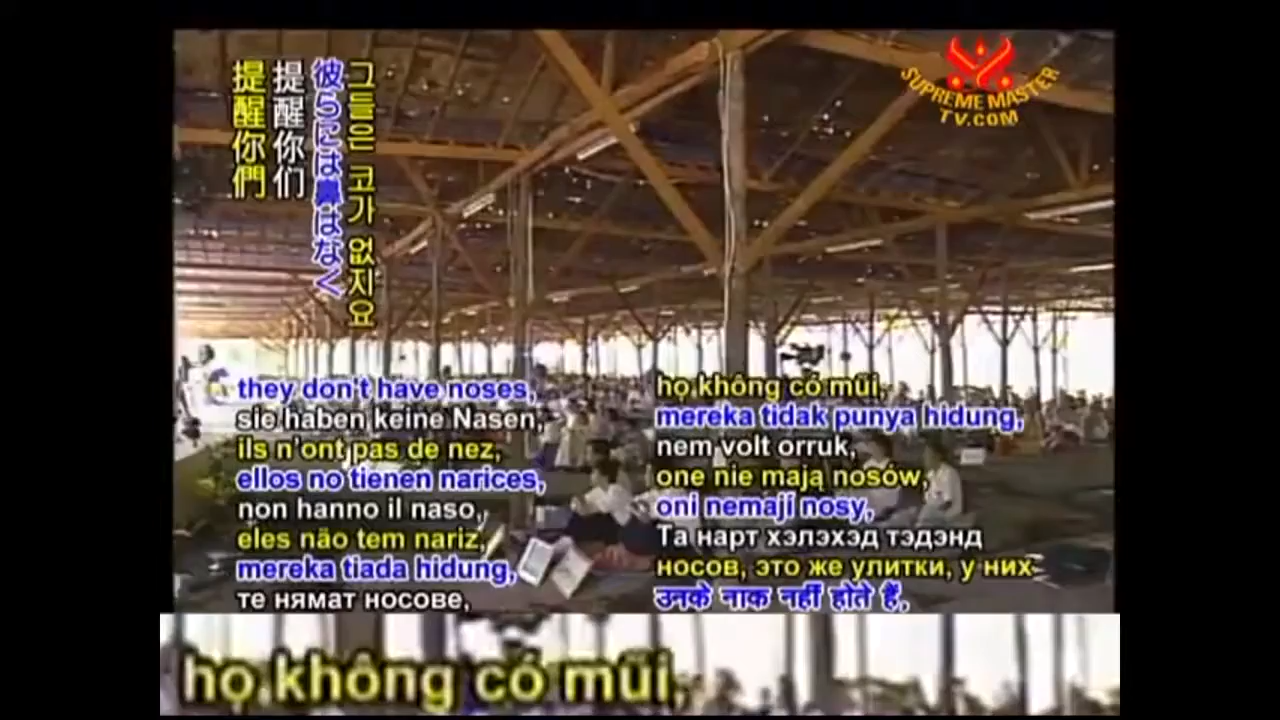 提醒你們
提醒你们
彼らには鼻はなく
그들은 코가 없지요
SUPREME MASTER
TV.COM
they don't have noses,
sie haben keine Nasen,
ils n'ont pas de nez,
ellos no tienen narices,
non hanno il naso,
eles não tem nariz,
mereka tiada hidung,
те нямат носове,
họ không có mũi,
mereka tidak punya hidung,
nem volt orruk,
one nie mają nosów,
oni nemají nosy,
Та нарт хэлэхэд тэдэнд
носов, это же улитки, у них
उनके नाक नहीं होते हैं,
họ không có mũi,